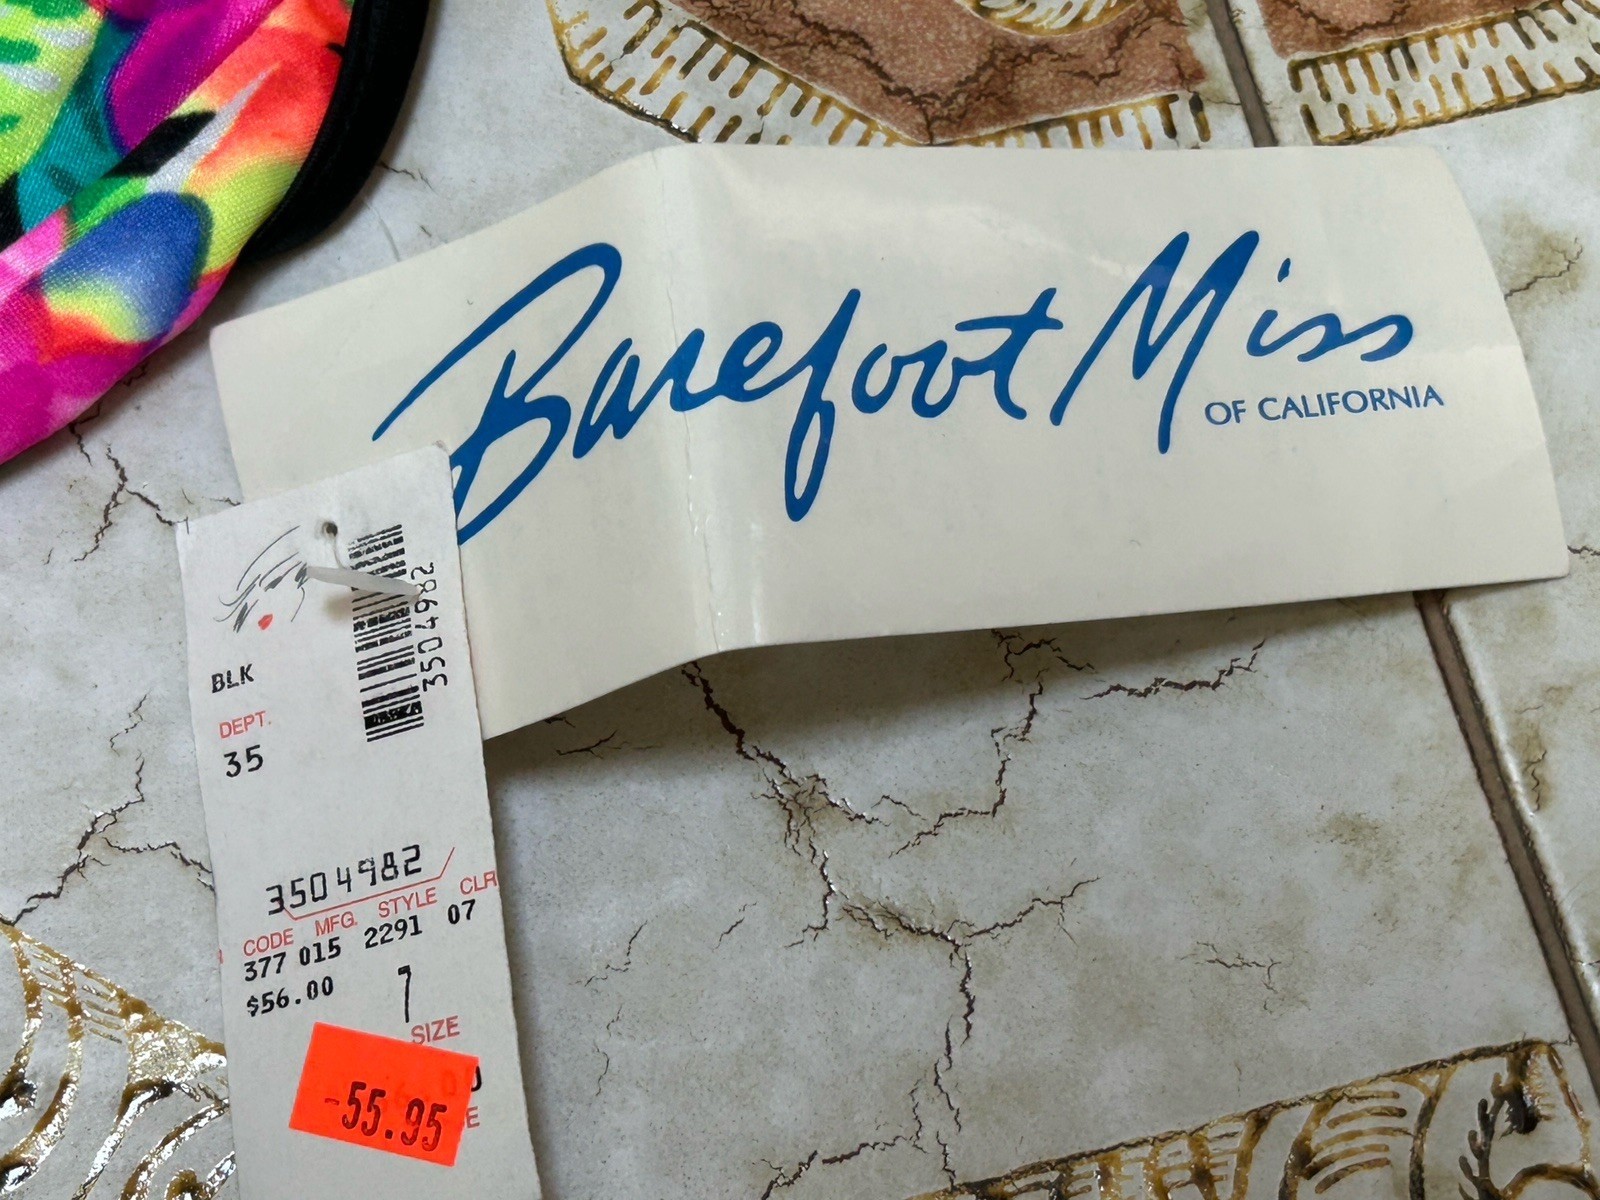 Barefoot Miss
OF CALIFORNIA
3504982
BLK
DEPT.
35
3504982
CODE MFG. STYLE CLR
377 015 2291 07
$56.00
7
SIZE
-55.95